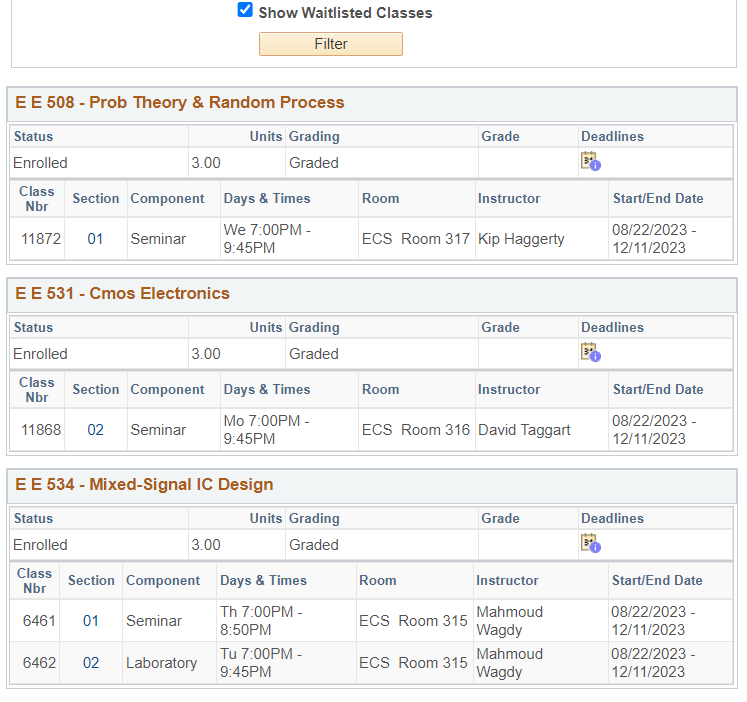 Show Waitlisted Classes
Filter
E E 508 - Prob Theory & Random Process
Status Units Grading Grade Deadlines
Enrolled 3.00 Graded
Class Nbr Section Component Days & Times Room Instructor Start/End Date
11872 01 Seminar We 7:00PM - 9:45PM ECS Room 317 Kip Haggerty 08/22/2023 - 12/11/2023
E E 531 - Cmos Electronics
Status Units Grading Grade Deadlines
Enrolled 3.00 Graded
Class Nbr Section Component Days & Times Room Instructor Start/End Date
11868 02 Seminar Mo 7:00PM - 9:45PM ECS Room 316 David Taggart 08/22/2023 - 12/11/2023
E E 534 - Mixed-Signal IC Design
Status Units Grading Grade Deadlines
Enrolled 3.00 Graded
Class Nbr Section Component Days & Times Room Instructor Start/End Date
6461 01 Seminar Th 7:00PM - 8:50PM ECS Room 315 Mahmoud Wagdy 08/22/2023 - 12/11/2023
6462 02 Laboratory Tu 7:00PM - 9:45PM ECS Room 315 Mahmoud Wagdy 08/22/2023 - 12/11/2023